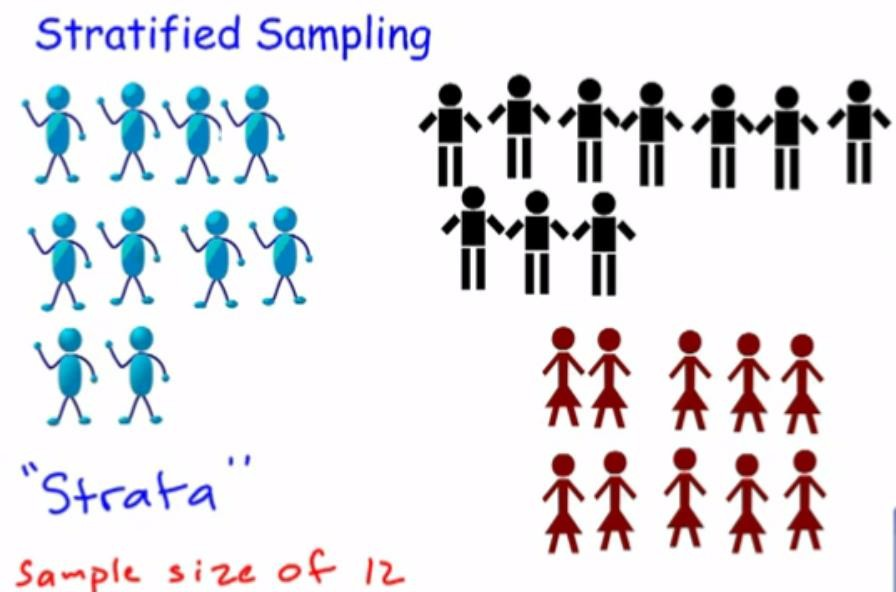 Stratified Sampling
"Strata"
Sample size of 12